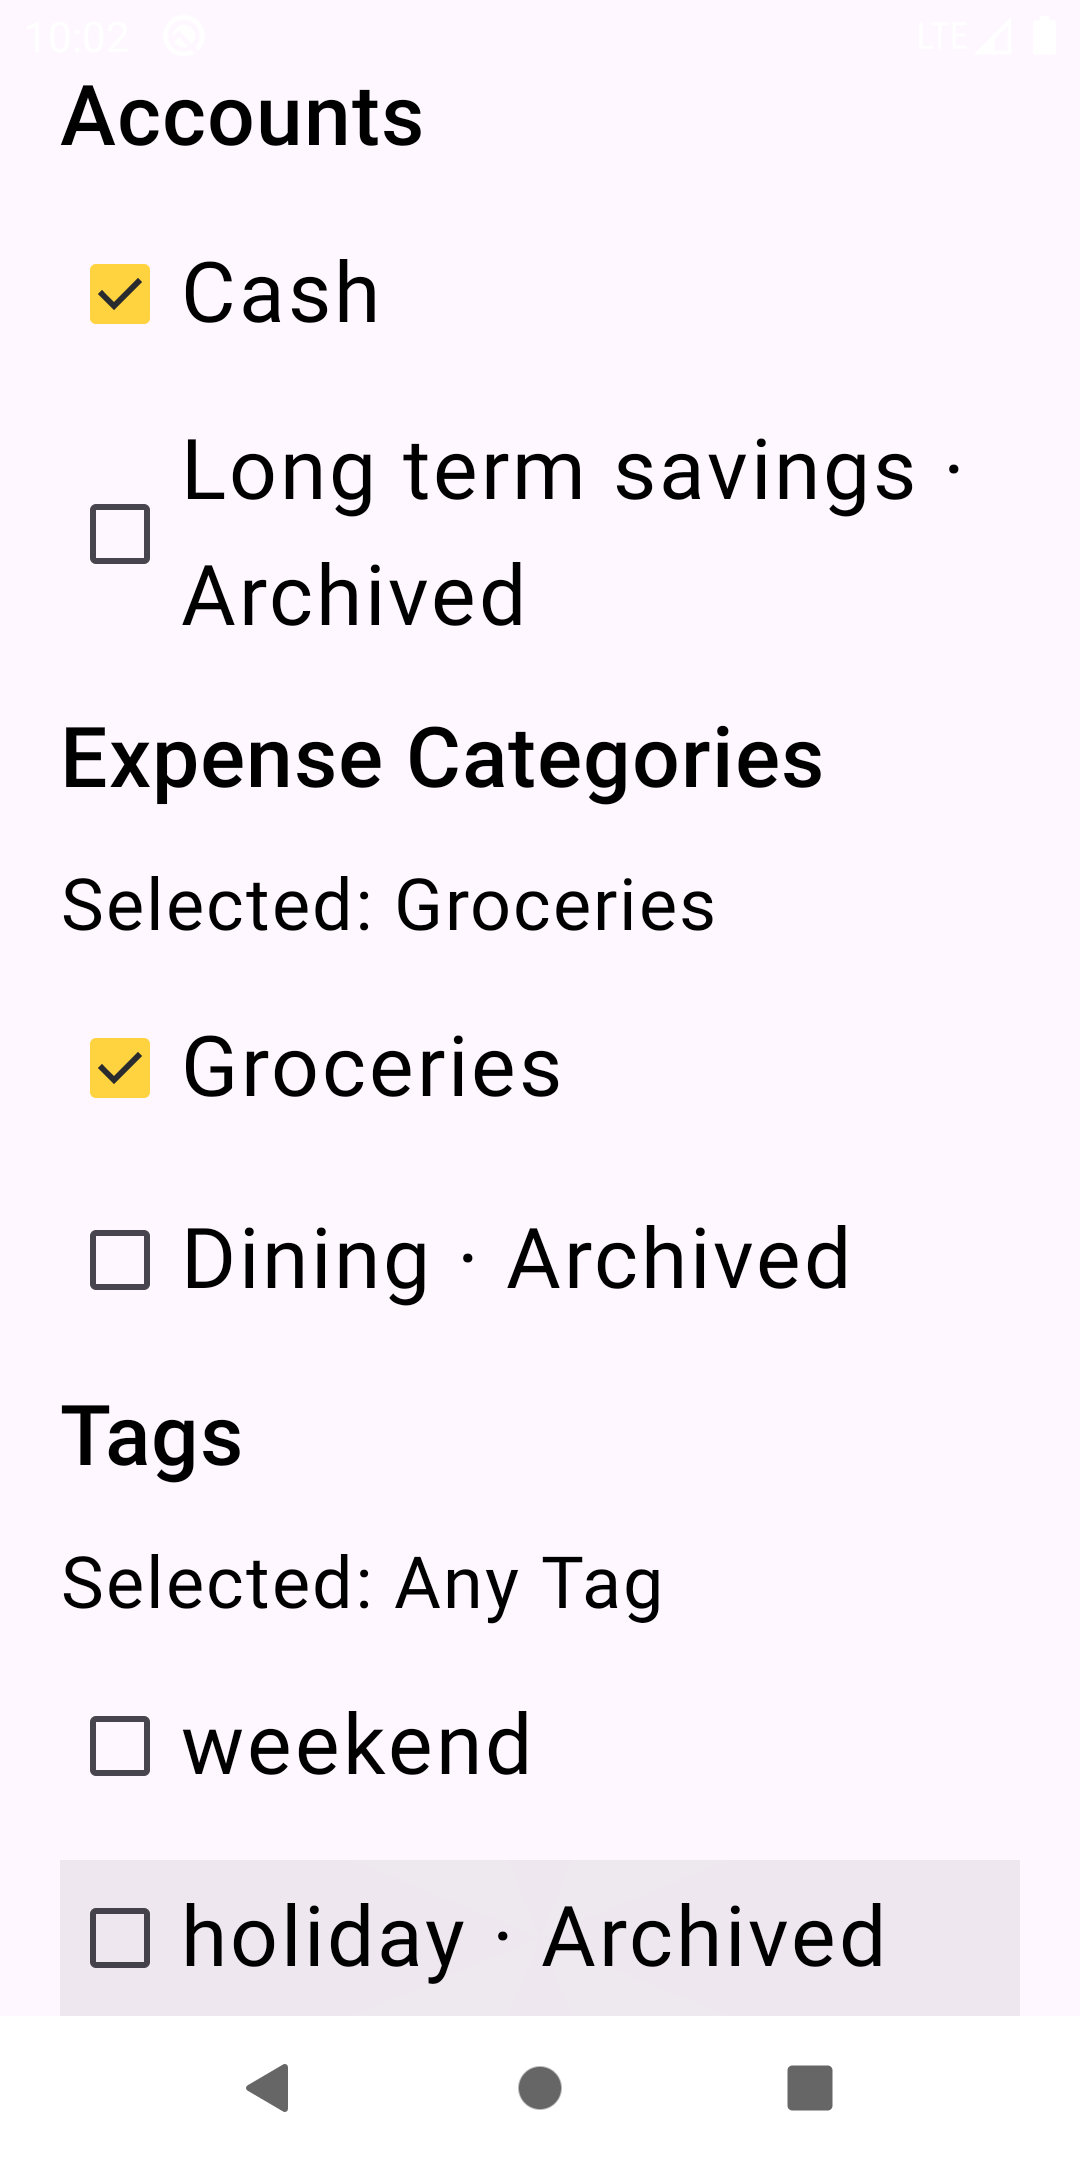 10:02 LTE
Accounts
Cash
Long term savings ·
Archived
Expense Categories
Selected: Groceries
Groceries
Dining · Archived
Tags
Selected: Any Tag
weekend
holiday · Archived